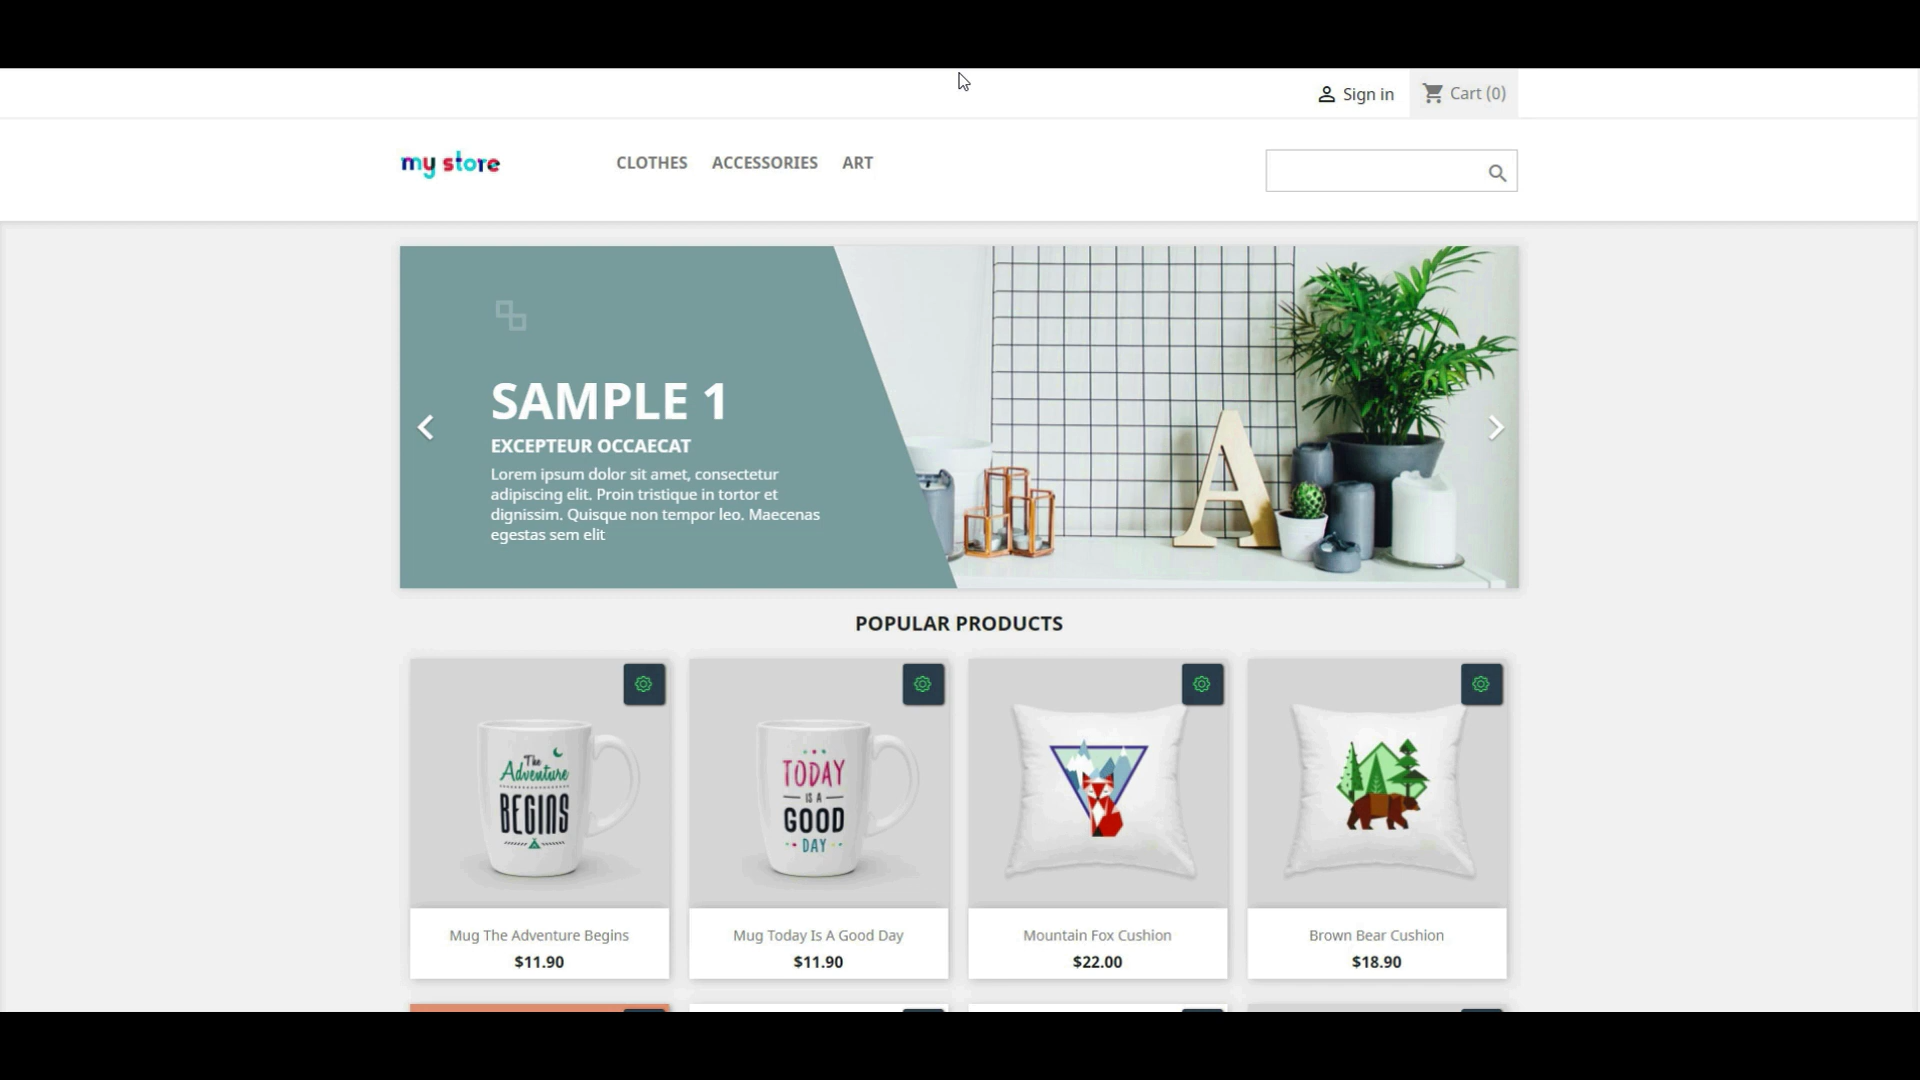 Sign in
Cart (0)
my store
CLOTHES ACCESSORIES ART
SAMPLE 1
EXCEPTEUR OCCAECAT
Lorem ipsum dolor sit amet, consectetur
adipiscing elit. Proin tristique in tortor et
dignissim. Quisque non tempor leo. Maecenas
egestas sem elit
A
POPULAR PRODUCTS
The
Adventure
BEGINS
TODAY
IS A
GOOD
DAY
Mug The Adventure Begins
$11.90
Mug Today Is A Good Day
$11.90
Mountain Fox Cushion
$22.00
Brown Bear Cushion
$18.90